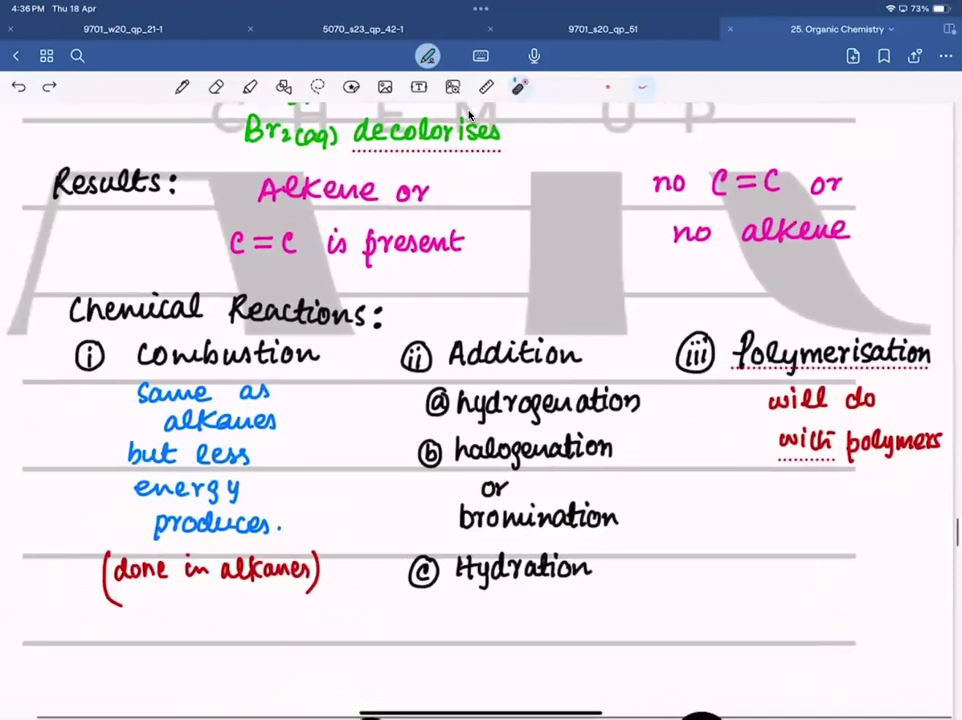 4:36 PM Thu 18 Apr
73%
9701_w20_qp_21-1
5070_s23_qp_42-1
9701_s20_qp_51
25. Organic Chemistry
CHEM UP
Br₂(aq) decolorises
Results: Alkene or
C=C is present
no C=C or
no alkene
Chemical Reactions:
(i) Combustion
same as
alkanes
but less
energy
produces.
(done in alkanes)
(ii) Addition
(a) hydrogenation
(b) halogenation
or
bromination
(c) Hydration
(iii) Polymerisation
will do
with polymers